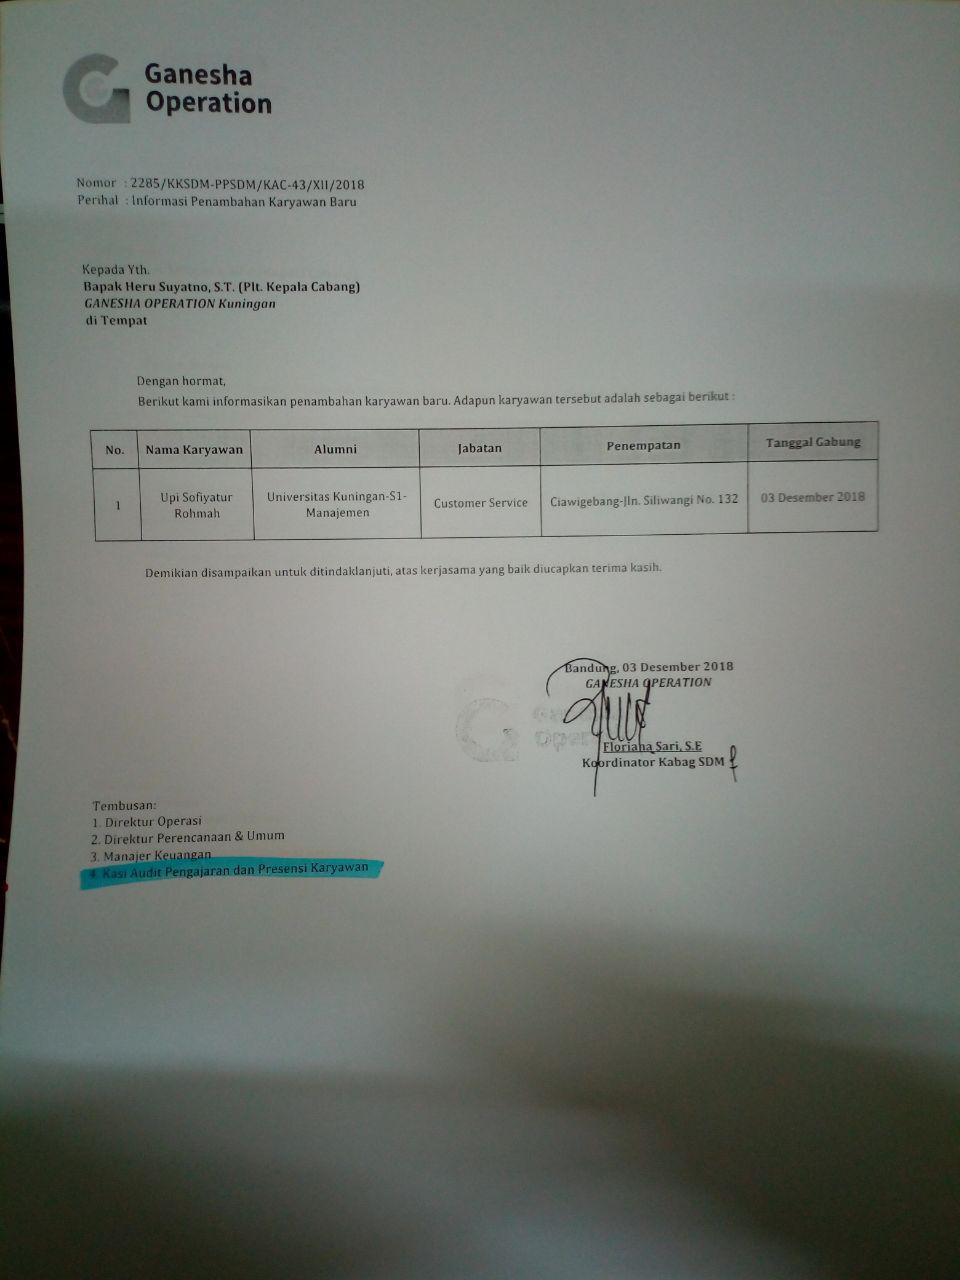 Ganesha
Operation
Nomor : 2285/KKSDM-PPSDM/KAC-43/XII/2018
Perihal : Informasi Penambahan Karyawan Baru
Kepada Yth.
Bapak Heru Suyatno, S.T. (Plt. Kepala Cabang)
GANESHA OPERATION Kuningan
di Tempat
Dengan hormat,
Berikut kami informasikan penambahan karyawan baru. Adapun karyawan tersebut adalah sebagai berikut :
No. Nama Karyawan Alumni Jabatan Penempatan Tanggal Gabung
1 Upi Sofiyatur Rohmah Universitas Kuningan-S1-Manajemen Customer Service Ciawigebang-Jln. Siliwangi No. 132 03 Desember 2018
Demikian disampaikan untuk ditindaklanjuti, atas kerjasama yang baik diucapkan terima kasih.
Bandung, 03 Desember 2018
GANESHA OPERATION
Floriana Sari, S.E
Koordinator Kabag SDM
Tembusan:
1. Direktur Operasi
2. Direktur Perencanaan & Umum
3. Manajer Keuangan
4. Kasi Audit Pengajaran dan Presensi Karyawan